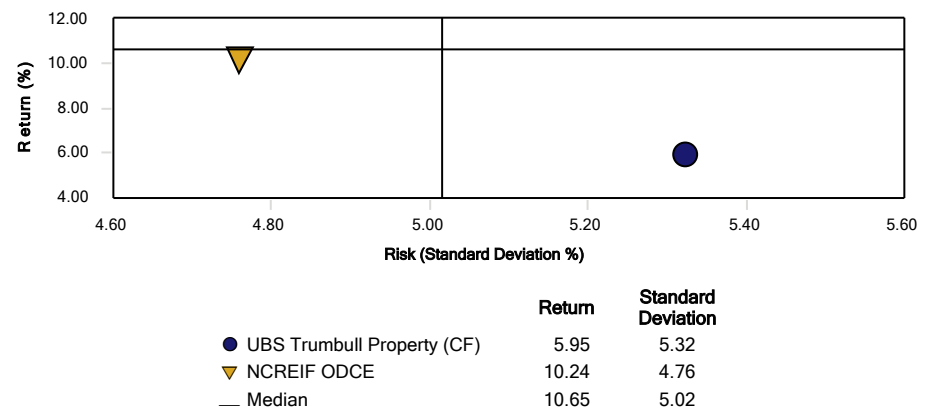 12.00
10.00
8.00
6.00
4.00
Return (%)
4.60 4.80 5.00 5.20 5.40 5.60
Risk (Standard Deviation %)
Return Standard Deviation
UBS Trumbull Property (CF) 5.95 5.32
NCREIF ODCE 10.24 4.76
Median 10.65 5.02